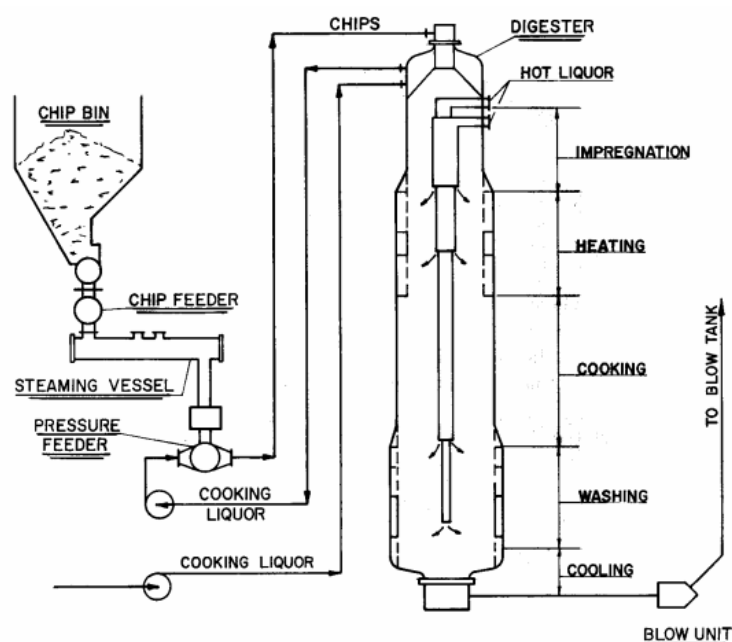 CHIPS
DIGESTER
HOT LIQUOR
CHIP BIN
IMPREGNATION
HEATING
CHIP FEEDER
COOKING
STEAMING VESSEL
PRESSURE
FEEDER
COOKING
LIQUOR
WASHING
COOKING LIQUOR
COOLING
TO BLOW TANK
BLOW UNIT